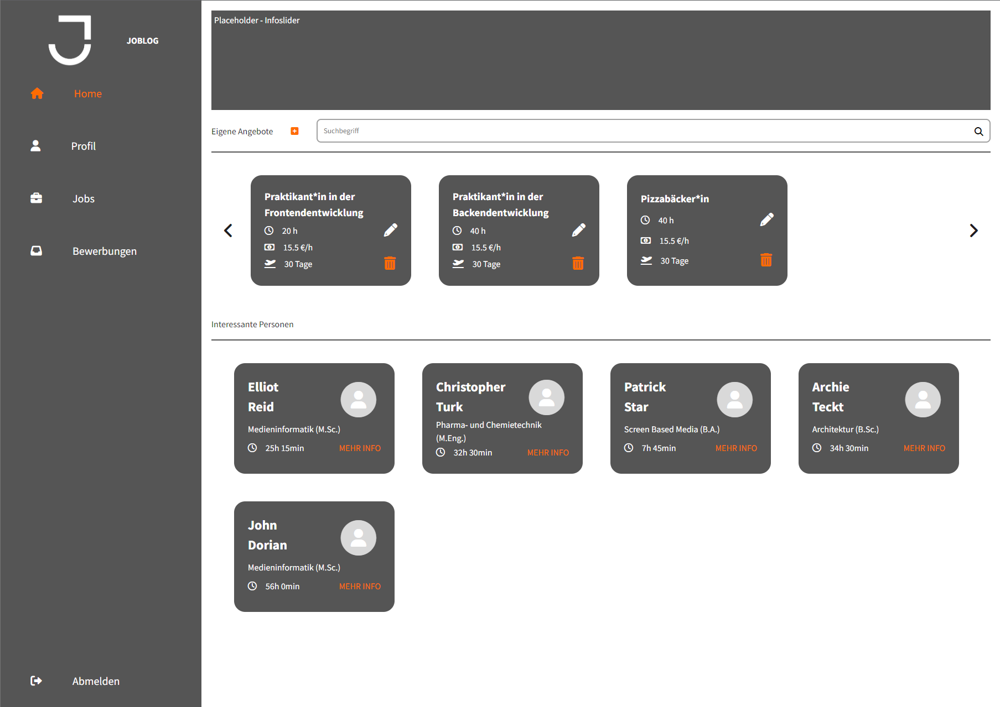 JOBLOG
Home
Profil
Jobs
Bewerbungen
Abmelden
Placeholder - Infoslider
Eigene Angebote
Suchbegriff
Praktikant*in in der
Frontendentwicklung
20 h
15.5 €/h
30 Tage
Praktikant*in in der
Backendentwicklung
40 h
15.5 €/h
30 Tage
Pizzabäcker*in
40 h
15.5 €/h
30 Tage
Interessante Personen
Elliot
Reid
Medieninformatik (M.Sc.)
25h 15min
MEHR INFO
Christopher
Turk
Pharma- und Chemietechnik
(M.Eng.)
32h 30min
MEHR INFO
Patrick
Star
Screen Based Media (B.A.)
7h 45min
MEHR INFO
Archie
Teckt
Architektur (B.Sc.)
34h 30min
MEHR INFO
John
Dorian
Medieninformatik (M.Sc.)
56h 0min
MEHR INFO